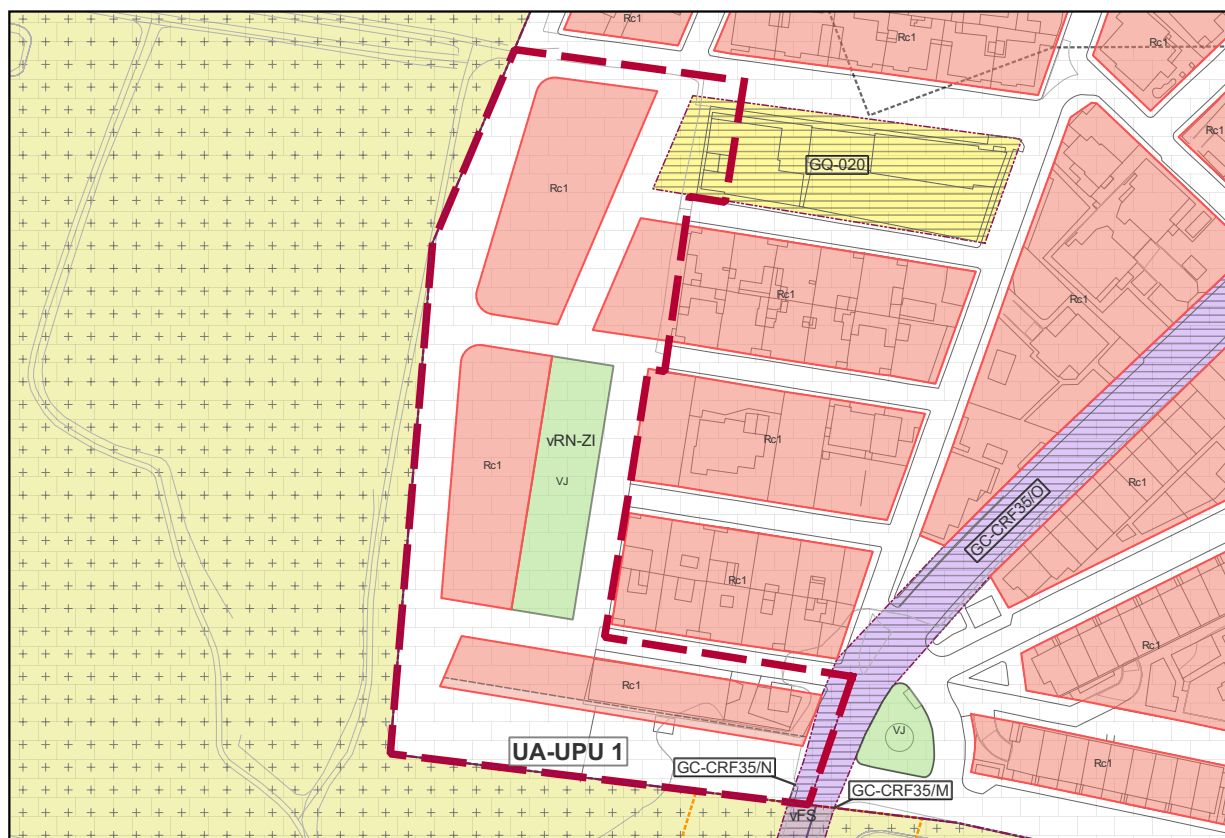 Rc1
Rc1
Rc1
Rc1
GQ-020
Rc1
Rc1
Rc1
vRN-ZI
Rc1
Rc1
VJ
Rc1
GC-CRF35/O
Rc1
Rc1
Rc1
VJ
UA-UPU 1
GC-CRF35/N
Rc1
GC-CRF35/M
vFS